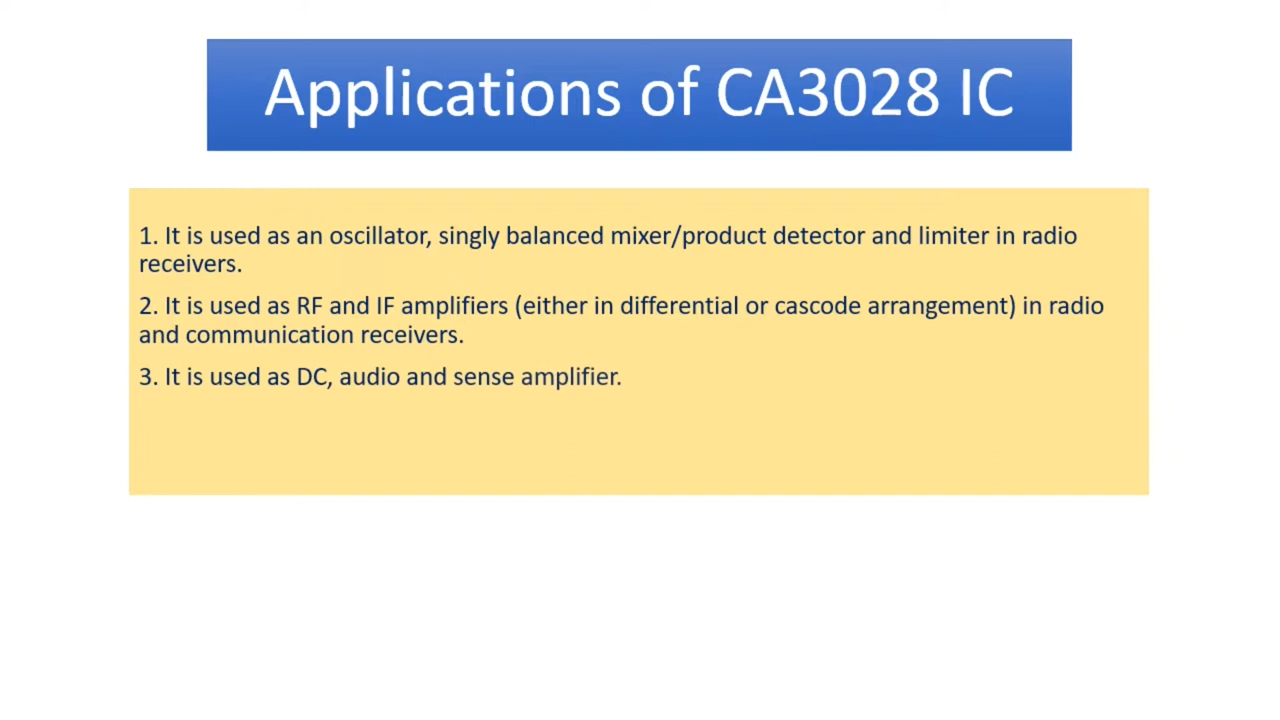 Applications of CA3028 IC
1. It is used as an oscillator, singly balanced mixer/product detector and limiter in radio
receivers.
2. It is used as RF and IF amplifiers (either in differential or cascode arrangement) in radio
and communication receivers.
3. It is used as DC, audio and sense amplifier.